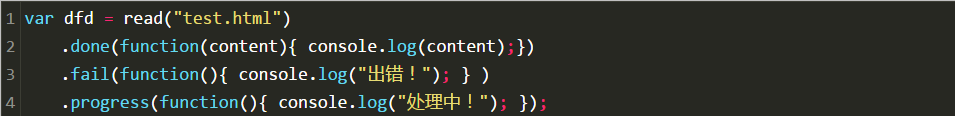 1 var dfd = read("test.html")
2     .done(function(content){ console.log(content);})
3     .fail(function(){ console.log("出错！"); } )
4     .progress(function(){ console.log("处理中！"); });